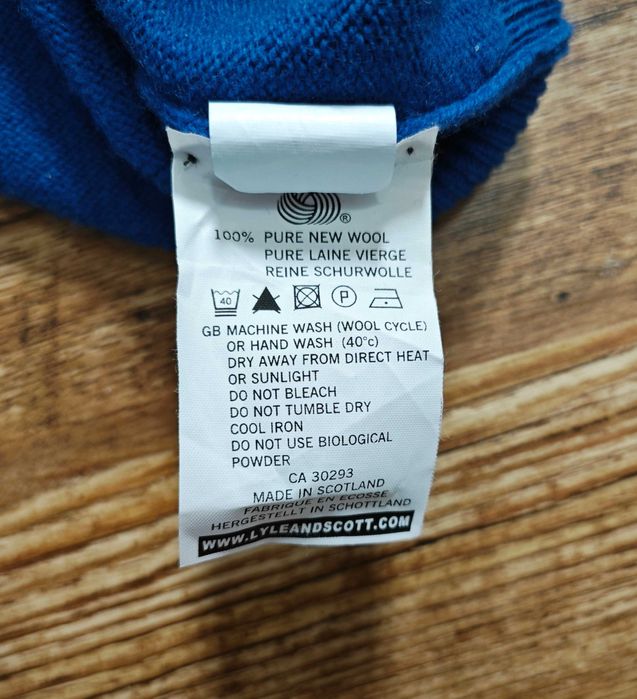 ®
100% PURE NEW WOOL
PURE LAINE VIERGE
REINE SCHURWOLLE
40 P
GB MACHINE WASH (WOOL CYCLE)
OR HAND WASH (40°c)
DRY AWAY FROM DIRECT HEAT
OR SUNLIGHT
DO NOT BLEACH
DO NOT TUMBLE DRY
COOL IRON
DO NOT USE BIOLOGICAL
POWDER
CA 30293
MADE IN SCOTLAND
FABRIQUE EN ECOSSE
HERGESTELLT IN SCHOTTLAND
WWW.LYLEANDSCOTT.COM